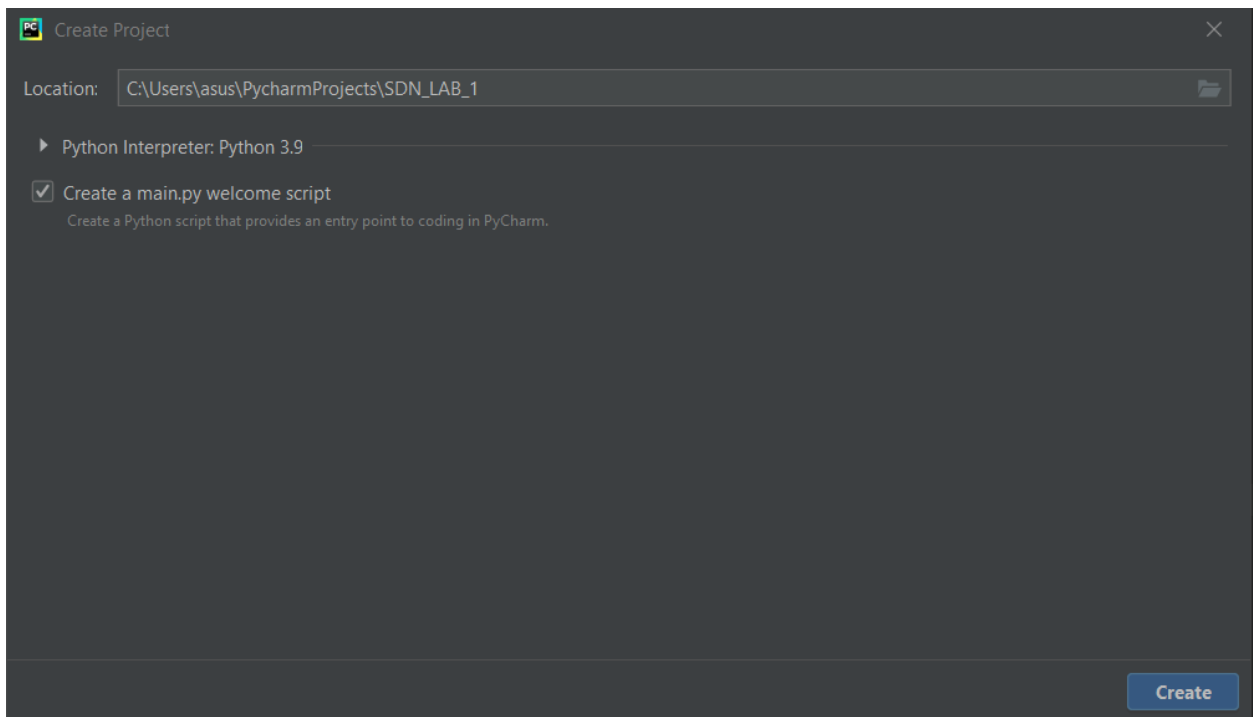 PC
Create Project
Location: C:\Users\asus\PycharmProjects\SDN_LAB_1
Python Interpreter: Python 3.9
Create a main.py welcome script
Create a Python script that provides an entry point to coding in PyCharm.
Create